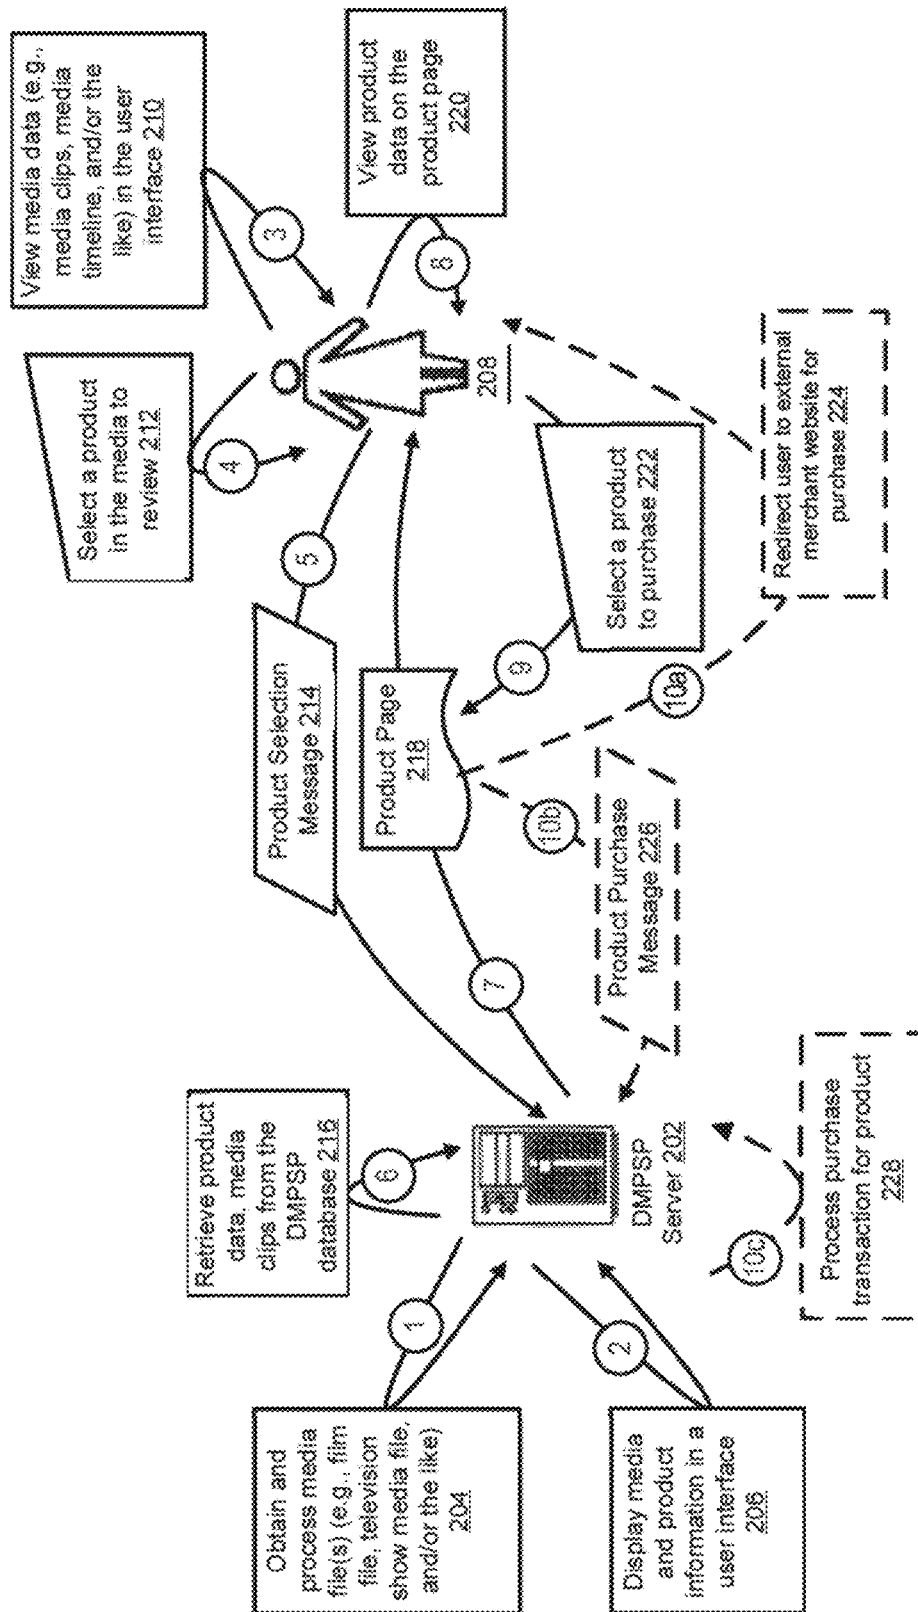 Obtain and
process media
file(s) (e.g., film
file, television
show media file,
and/or the like)
204
1
Display media
and product
information in a
user interface
206
2
Retrieve product
data, media
clips from the
DMPSP
database 216
6
DMPSP
Server 202
10c
Process purchase
transaction for product
228
Product Selection
Message 214
5
7
Product Page
218
9
10b
Product Purchase
Message 226
10a
Select a product
in the media to
review 212
4
View media data (e.g.,
media clips, media
timeline, and/or the
like) in the user
interface 210
3
208
View product
data on the
product page
220
8
Select a product
to purchase 222
Redirect user to external
merchant website for
purchase 224